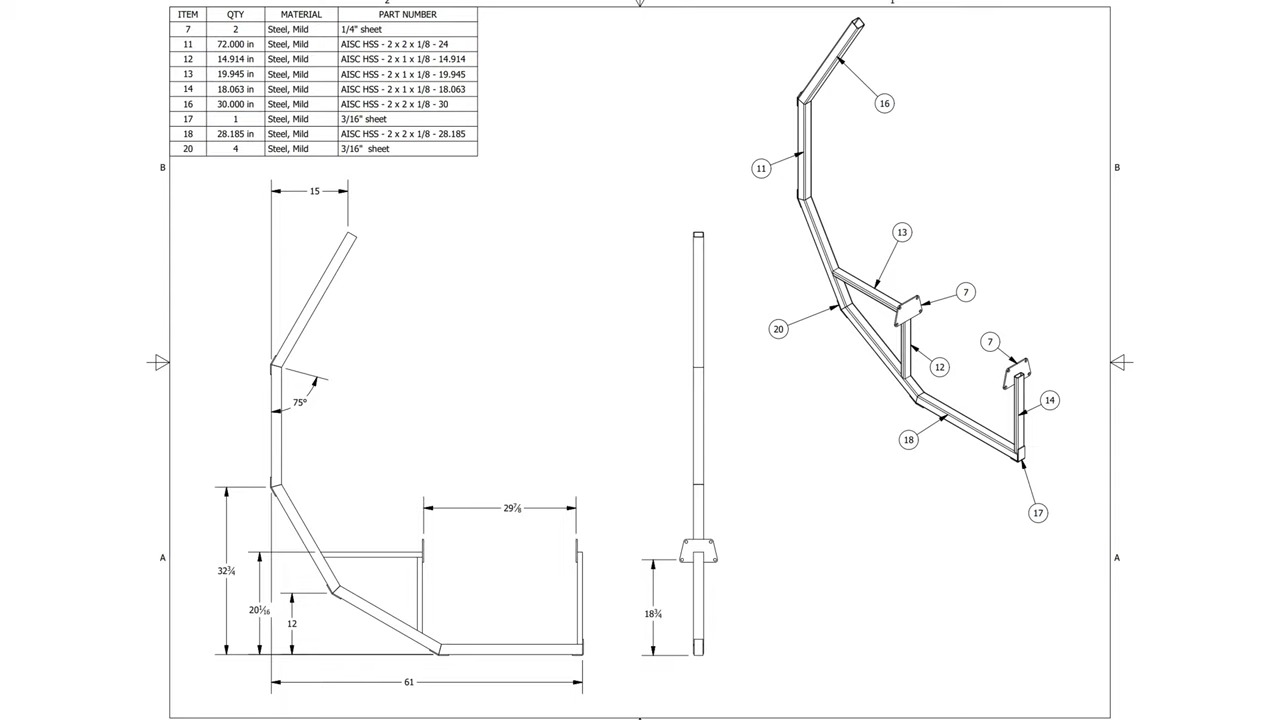 2 1
ITEM QTY MATERIAL PART NUMBER
7 2 Steel, Mild 1/4" sheet
11 72.000 in Steel, Mild AISC HSS - 2 x 2 x 1/8 - 24
12 14.914 in Steel, Mild AISC HSS - 2 x 1 x 1/8 - 14.914
13 19.945 in Steel, Mild AISC HSS - 2 x 1 x 1/8 - 19.945
14 18.063 in Steel, Mild AISC HSS - 2 x 1 x 1/8 - 18.063
16 30.000 in Steel, Mild AISC HSS - 2 x 2 x 1/8 - 30
17 1 Steel, Mild 3/16" sheet
18 28.185 in Steel, Mild AISC HSS - 2 x 2 x 1/8 - 28.185
20 4 Steel, Mild 3/16" sheet
B
B
15
75°
29⅞
32¾
20 1/16
12
61
A
18¾
16
11
13
7
20
7
12
14
18
17
A